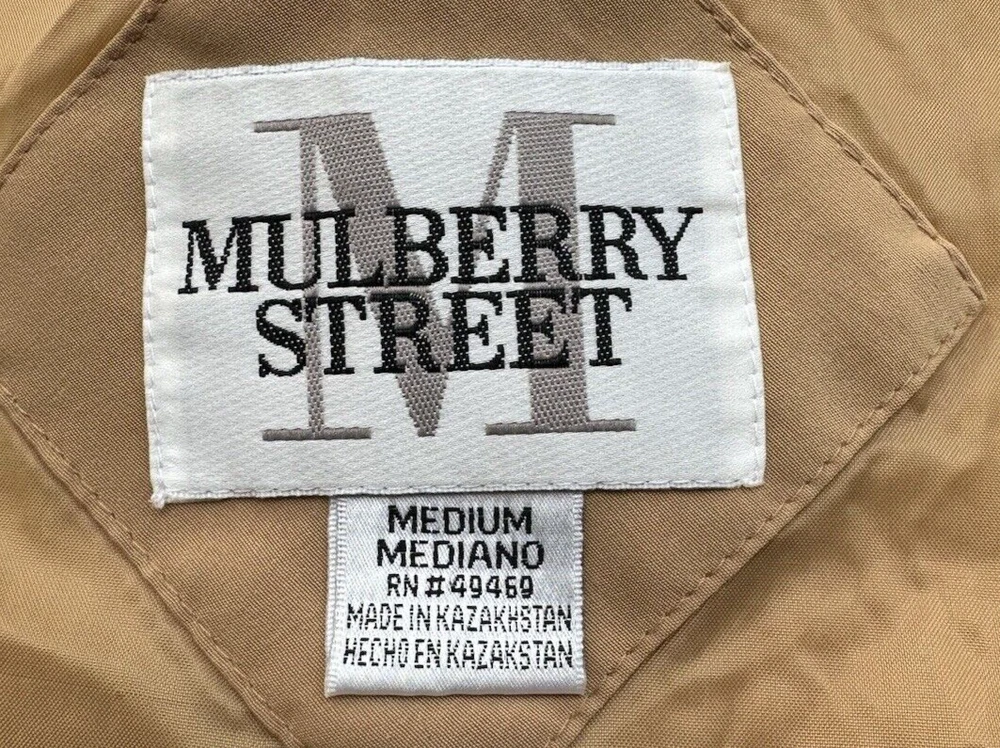 M
MULBERRY
STREET
MEDIUM
MEDIANO
RN #49469
MADE IN KAZAKHSTAN
HECHO EN KAZAKSTAN